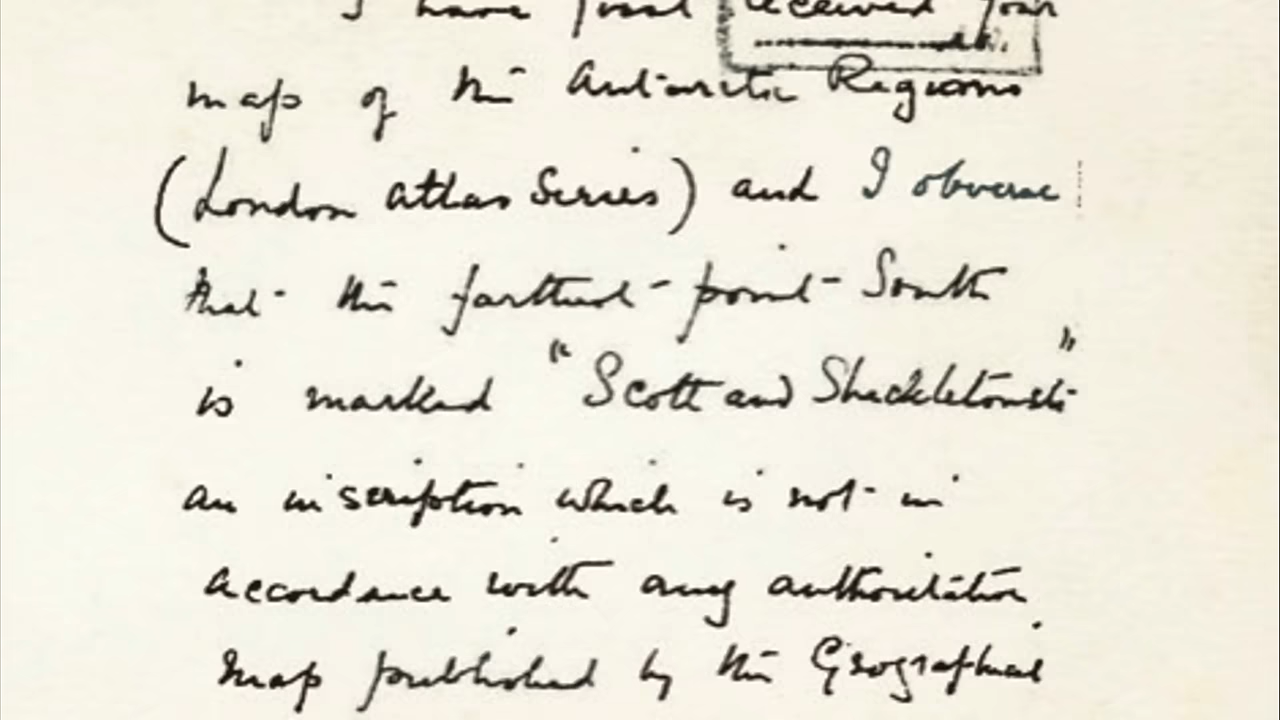 I have just received your
map of the Antarctic Regions
(London Atlas Series) and I observe
that the farthest point South
is marked "Scott and Shackleton"
an inscription which is not in
accordance with any authoritative
map published by the Geographical